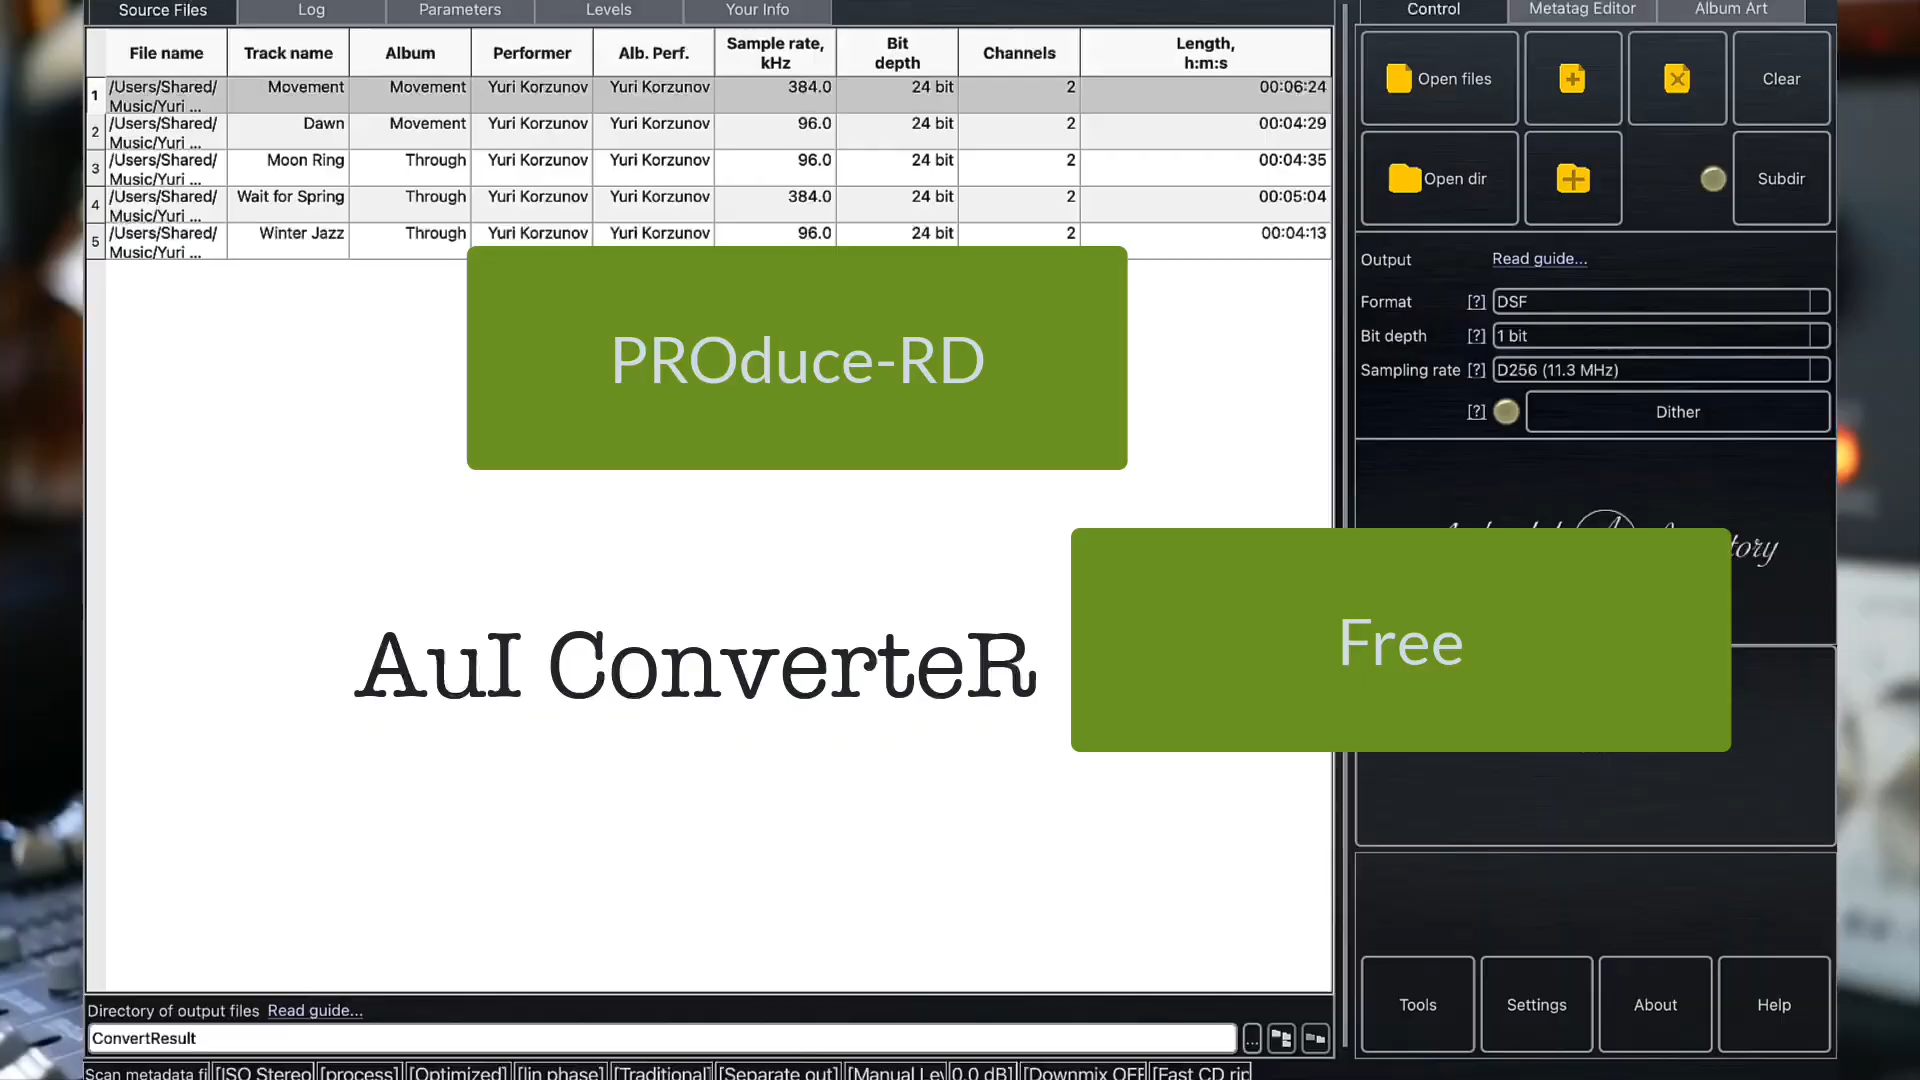 Source Files Log Parameters Levels Your Info
File name Track name Album Performer Alb. Perf. Sample rate, kHz Bit depth Channels Length, h:m:s
1 /Users/Shared/ Music/Yuri ... Movement Movement Yuri Korzunov Yuri Korzunov 384.0 24 bit 2 00:06:24
2 /Users/Shared/ Music/Yuri ... Dawn Movement Yuri Korzunov Yuri Korzunov 96.0 24 bit 2 00:04:29
3 /Users/Shared/ Music/Yuri ... Moon Ring Through Yuri Korzunov Yuri Korzunov 96.0 24 bit 2 00:04:35
4 /Users/Shared/ Music/Yuri ... Wait for Spring Through Yuri Korzunov Yuri Korzunov 384.0 24 bit 2 00:05:04
5 /Users/Shared/ Music/Yuri ... Winter Jazz Through Yuri Korzunov Yuri Korzunov 96.0 24 bit 2 00:04:13
PROduce-RD
AuI ConverteR
Free
Directory of output files Read guide...
ConvertResult
...
Scan metadata fi [ISO Stereo [process] [Optimized] [lin phase] [Traditional] [Separate out] [Manual Lev 0.0 dB] [Downmix OFF [Fast CD rip
Control Metatag Editor Album Art
Open files Clear
Open dir Subdir
Output Read guide...
Format [?] DSF
Bit depth [?] 1 bit
Sampling rate [?] D256 (11.3 MHz)
[?] Dither
Tools Settings About Help